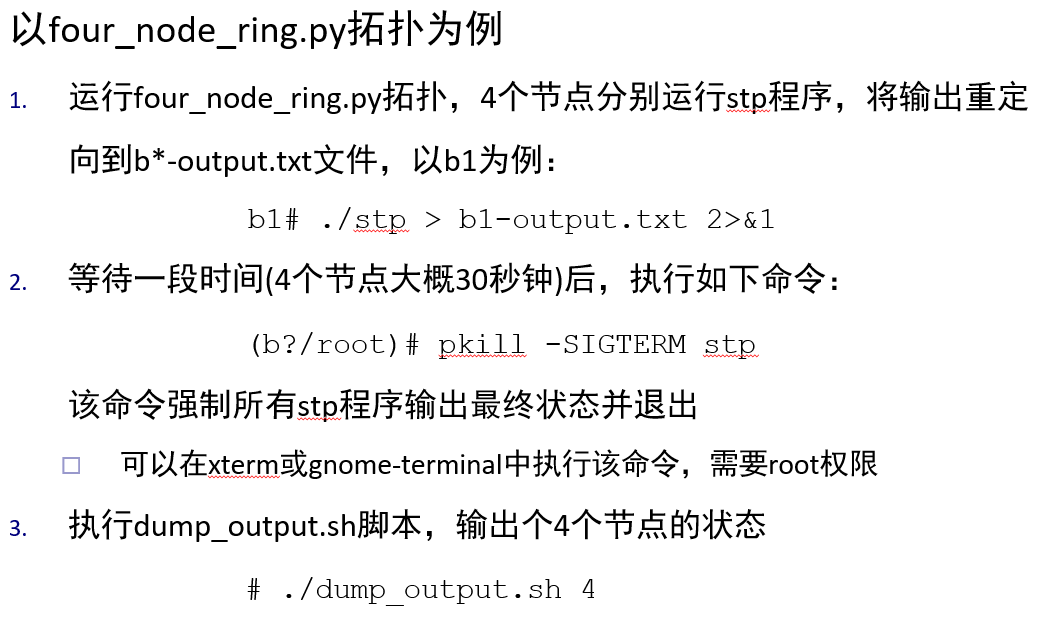 以four_node_ring.py拓扑为例
1. 运行four_node_ring.py拓扑，4个节点分别运行stp程序，将输出重定
向到b*-output.txt文件，以b1为例：
b1# ./stp > b1-output.txt 2>&1
2. 等待一段时间(4个节点大概30秒钟)后，执行如下命令：
(b?/root)# pkill -SIGTERM stp
该命令强制所有stp程序输出最终状态并退出
可以在xterm或gnome-terminal中执行该命令，需要root权限
3. 执行dump_output.sh脚本，输出个4个节点的状态
# ./dump_output.sh 4